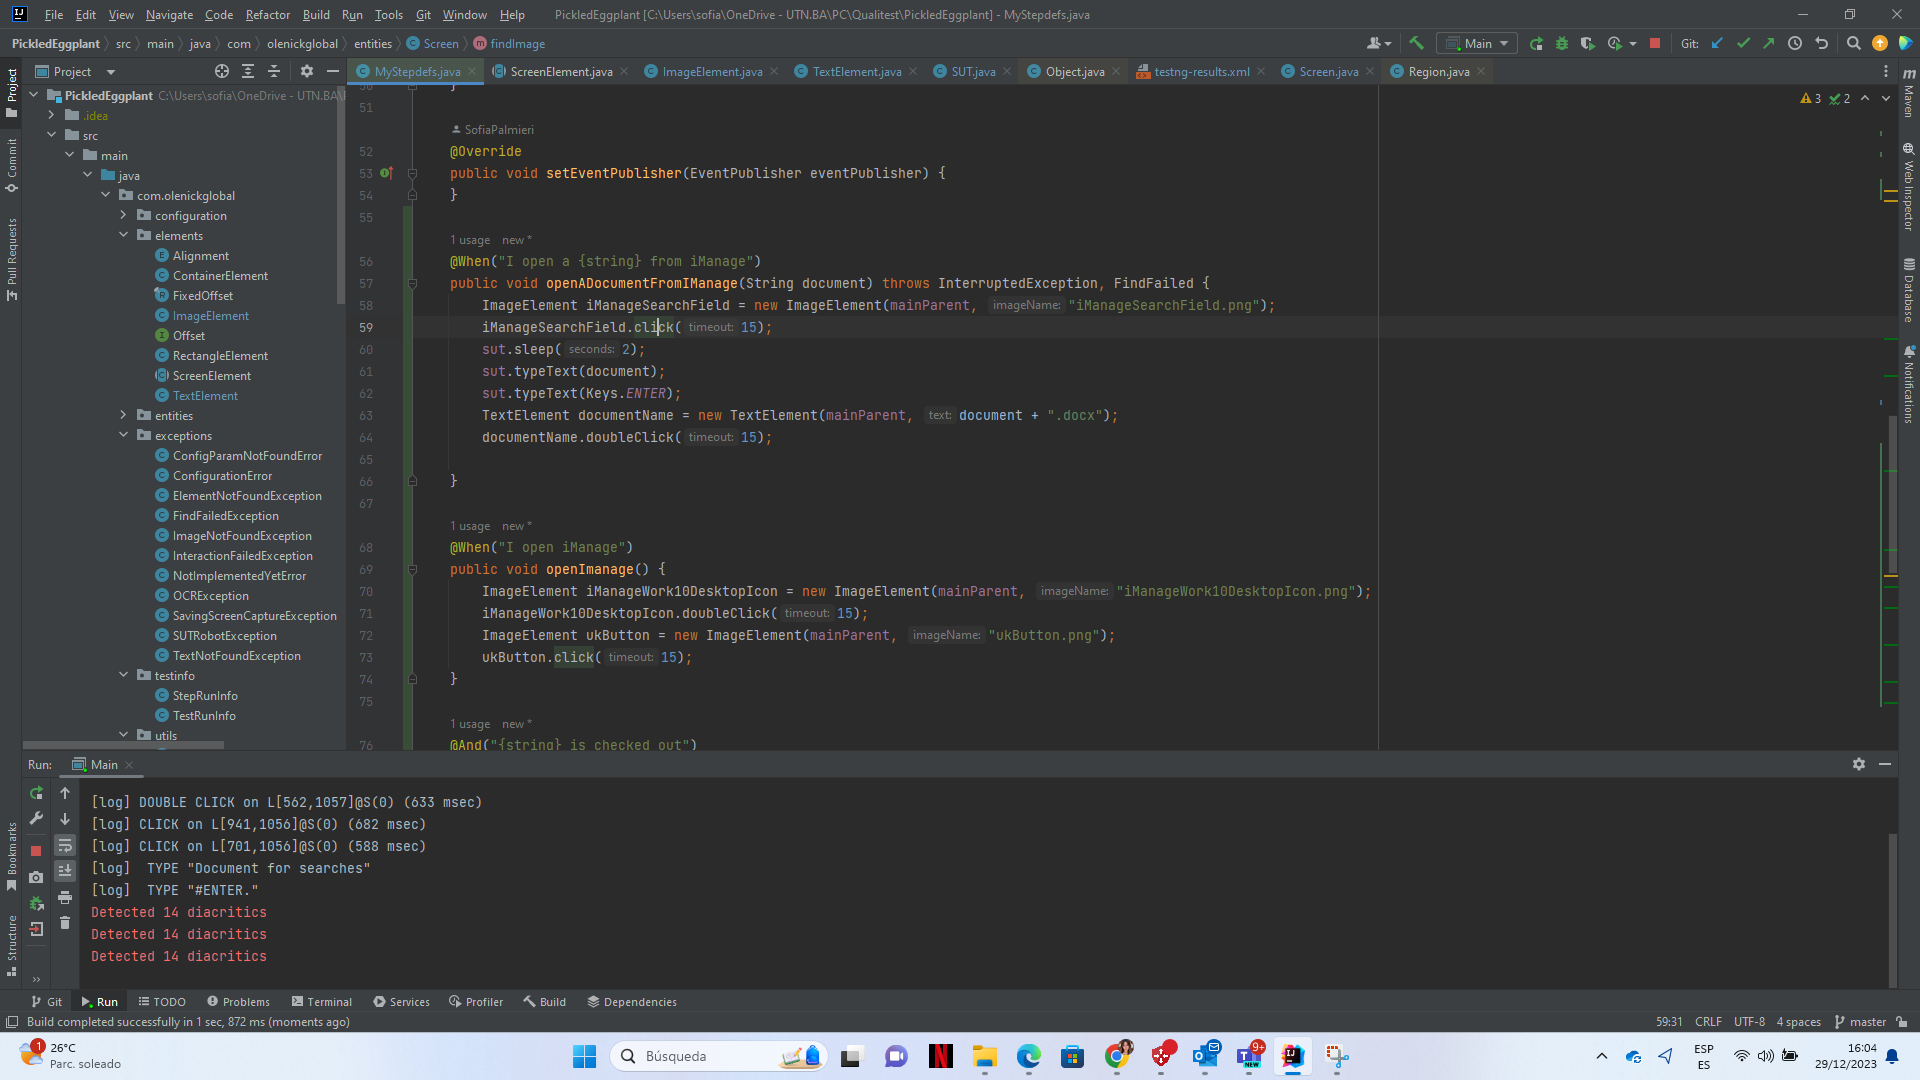 File Edit View Navigate Code Refactor Build Run Tools Git Window Help PickledEggplant [C:\Users\sofia\OneDrive - UTN.BA\PC\Qualitest\PickledEggplant] - MyStepdefs.java
PickledEggplant src main java com olenickglobal entities Screen findImage Main Git:
Project
MyStepdefs.java ScreenElement.java ImageElement.java TextElement.java SUT.java Object.java testng-results.xml Screen.java Region.java
Project
Commit
Pull Requests
Bookmarks
Structure
PickledEggplant C:\Users\sofia\OneDrive - UTN.BA\
.idea
src
main
java
com.olenickglobal
configuration
elements
Alignment
ContainerElement
FixedOffset
ImageElement
Offset
RectangleElement
ScreenElement
TextElement
entities
exceptions
ConfigParamNotFoundError
ConfigurationError
ElementNotFoundException
FindFailedException
ImageNotFoundException
InteractionFailedException
NotImplementedYetError
OCRException
SavingScreenCaptureException
SUTRobotException
TextNotFoundException
testinfo
StepRunInfo
TestRunInfo
utils
3 2
50 }
51
SofiaPalmieri
52 @Override
53 public void setEventPublisher(EventPublisher eventPublisher) {
54 }
55
1 usage new *
56 @When("I open a {string} from iManage")
57 public void openADocumentFromIManage(String document) throws InterruptedException, FindFailed {
58 ImageElement iManageSearchField = new ImageElement(mainParent, imageName: "iManageSearchField.png");
59 iManageSearchField.click( timeout: 15);
60 sut.sleep( seconds: 2);
61 sut.typeText(document);
62 sut.typeText(Keys.ENTER);
63 TextElement documentName = new TextElement(mainParent, text: document + ".docx");
64 documentName.doubleClick( timeout: 15);
65
66 }
67
1 usage new *
68 @When("I open iManage")
69 public void openImanage() {
70 ImageElement iManageWork10DesktopIcon = new ImageElement(mainParent, imageName: "iManageWork10DesktopIcon.png");
71 iManageWork10DesktopIcon.doubleClick( timeout: 15);
72 ImageElement ukButton = new ImageElement(mainParent, imageName: "ukButton.png");
73 ukButton.click( timeout: 15);
74 }
75
1 usage new *
76 @And("{string} is checked out")
m Maven
Web Inspector
Database
Notifications
Run: Main
[log] DOUBLE CLICK on L[562,1057]@S(0) (633 msec)
[log] CLICK on L[941,1056]@S(0) (682 msec)
[log] CLICK on L[701,1056]@S(0) (588 msec)
[log]  TYPE "Document for searches"
[log]  TYPE "#ENTER."
Detected 14 diacritics
Detected 14 diacritics
Detected 14 diacritics
Git Run TODO Problems Terminal Services Profiler Build Dependencies
Build completed successfully in 1 sec, 872 ms (moments ago) 59:31 CRLF UTF-8 4 spaces master
1 26°C
Parc. soleado
Búsqueda
9+
NEW
ESP
ES
16:04
29/12/2023